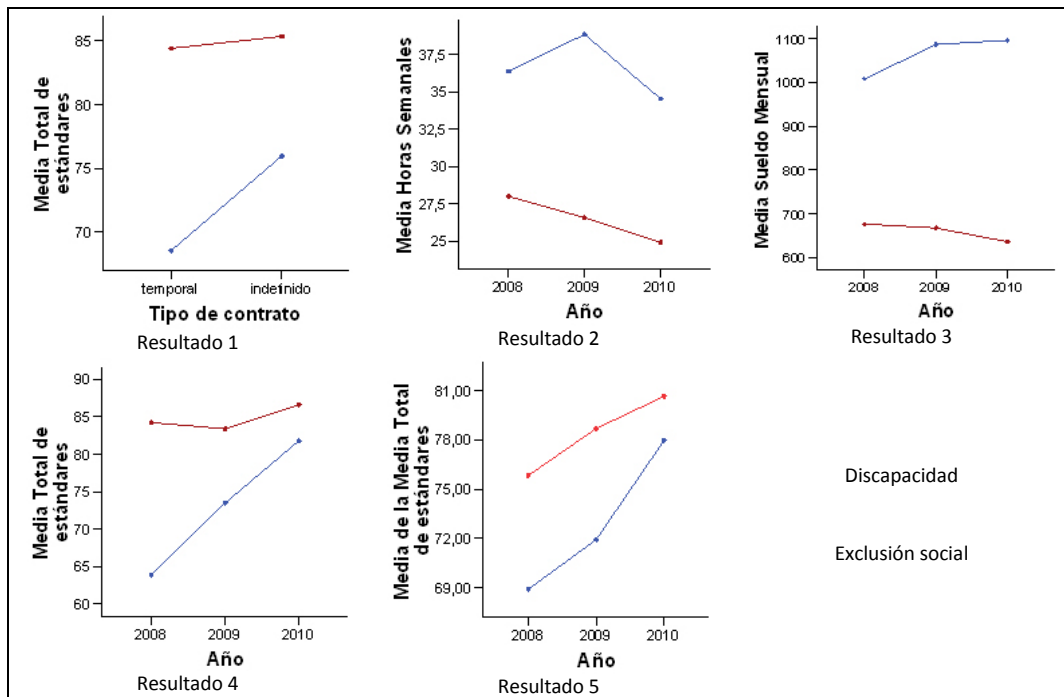 Media Total de
estándares
85
80
75
70
temporal
indefinido
Tipo de contrato
Resultado 1
Media Horas Semanales
37,5
35
32,5
30
27,5
25
2008
2009
2010
Año
Resultado 2
Media Sueldo Mensual
1100
1000
900
800
700
600
2008
2009
2010
Año
Resultado 3
Media Total de
estándares
90
85
80
75
70
65
60
2008
2009
2010
Año
Resultado 4
Media de la Media Total
de estándares
81,00
78,00
75,00
72,00
69,00
2008
2009
2010
Año
Resultado 5
Discapacidad
Exclusión social